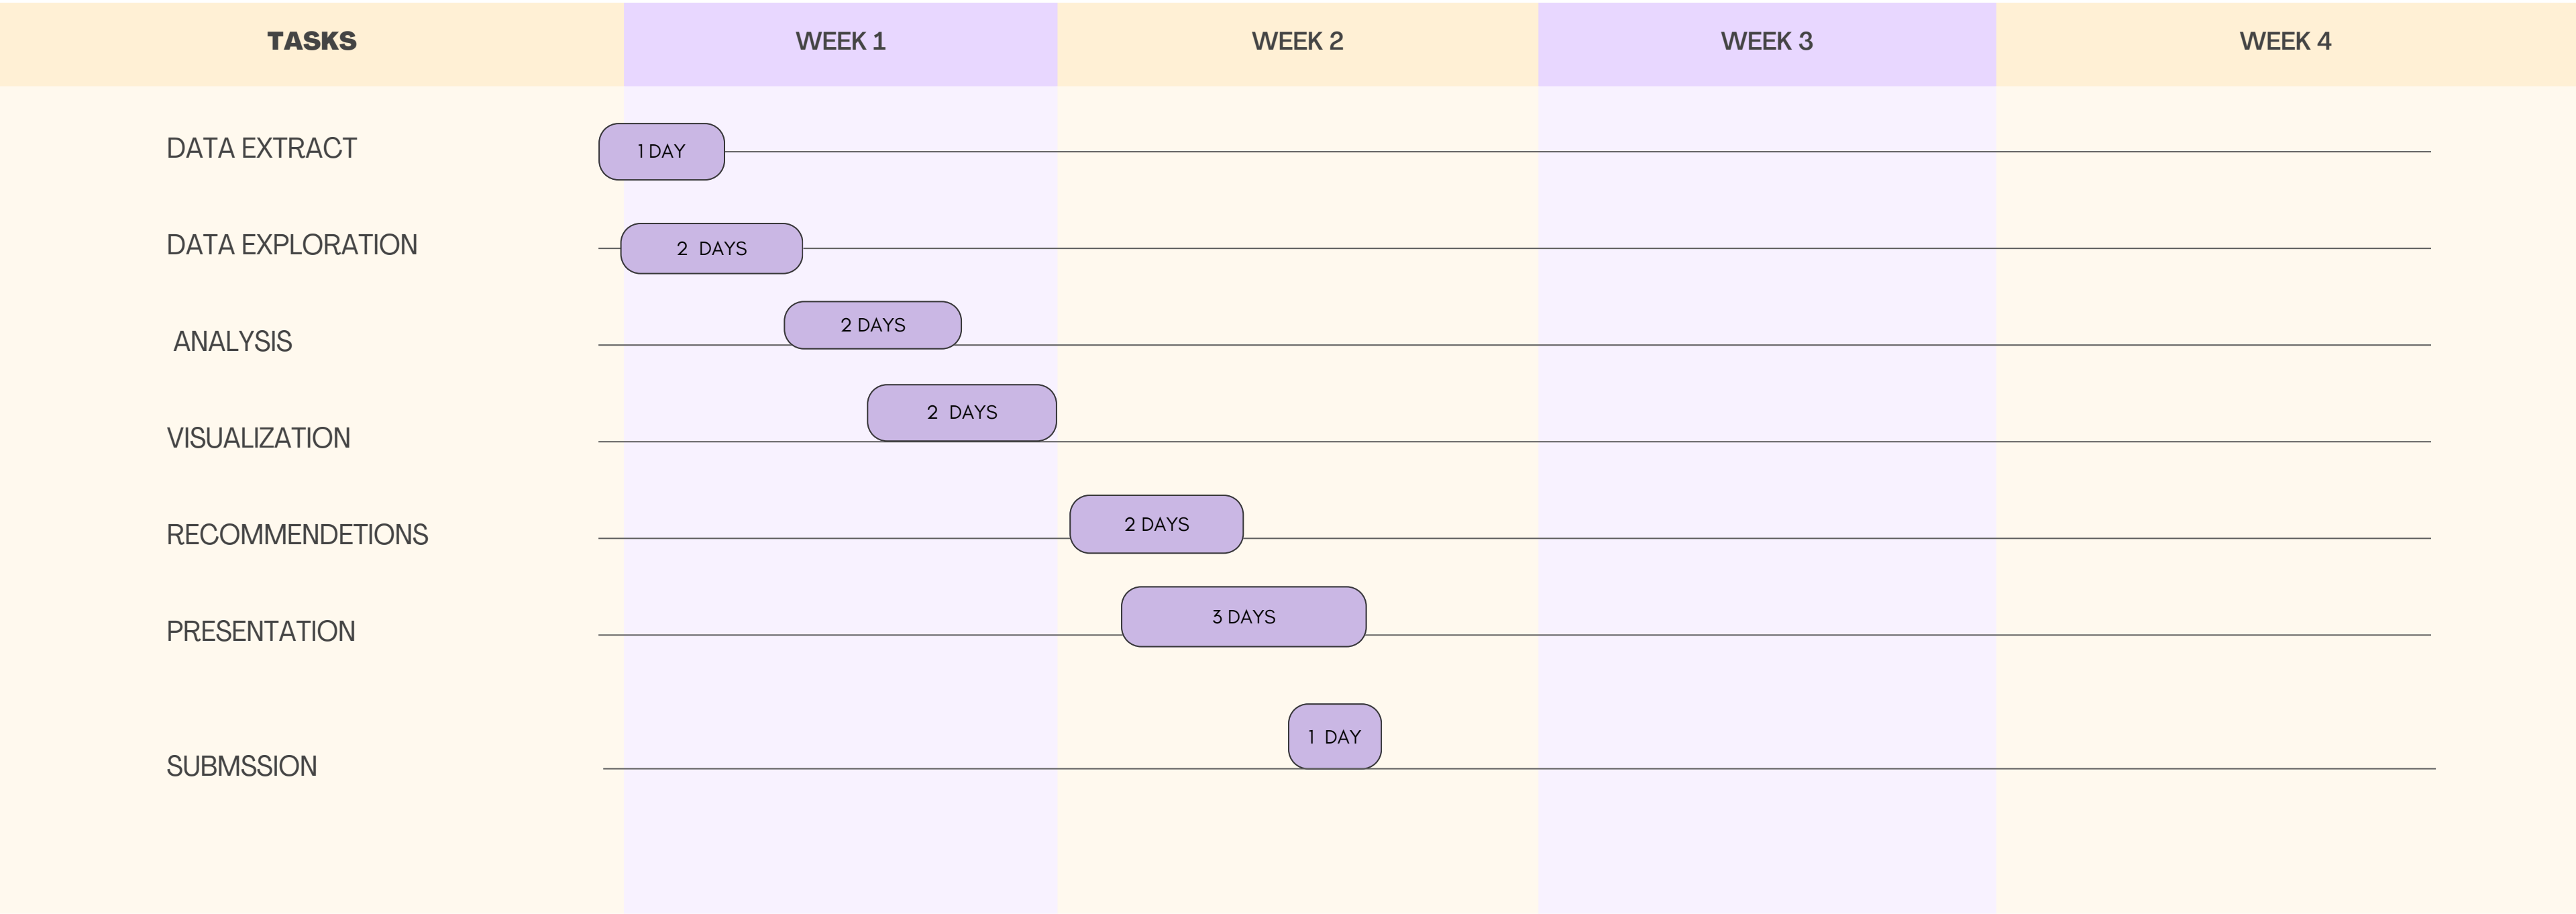 TASKS
WEEK 1
WEEK 2
WEEK 3
WEEK 4
DATA EXTRACT
1 DAY
DATA EXPLORATION
2 DAYS
ANALYSIS
2 DAYS
VISUALIZATION
2 DAYS
RECOMMENDETIONS
2 DAYS
PRESENTATION
3 DAYS
SUBMSSION
1 DAY